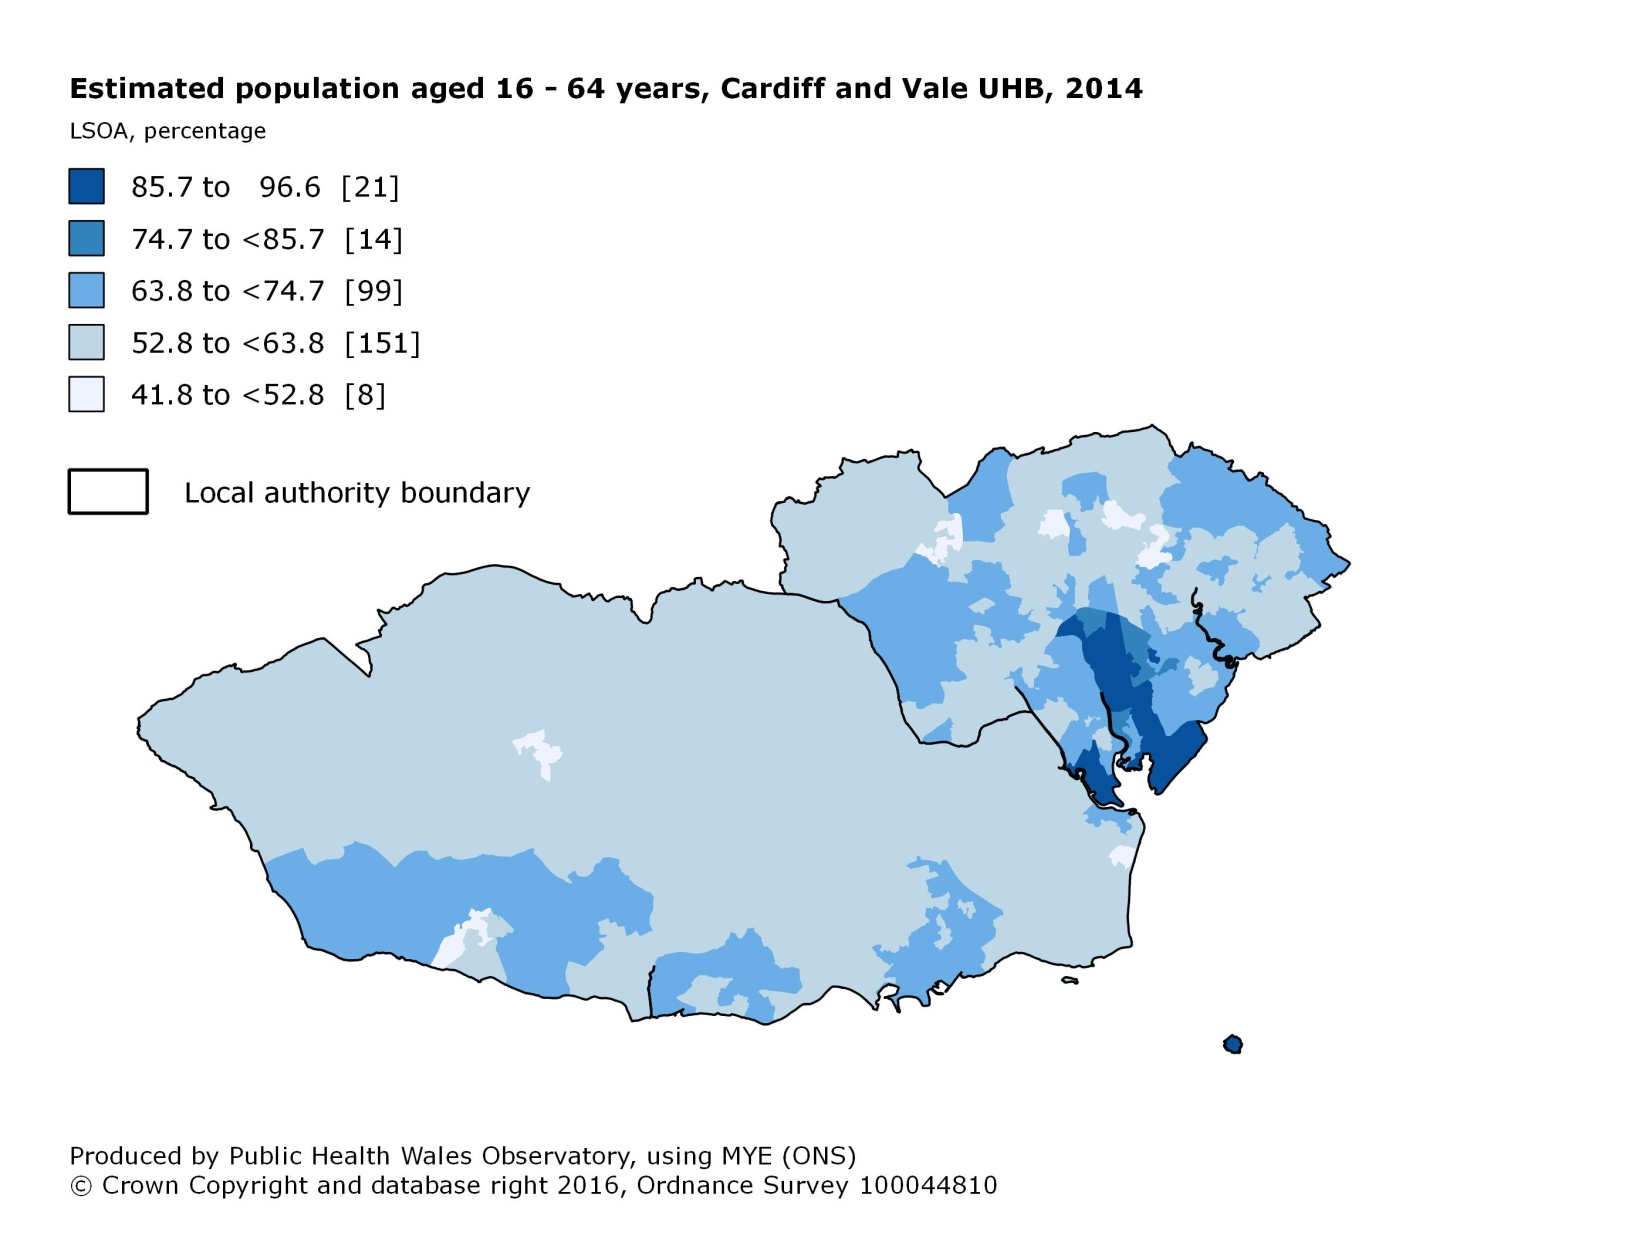 Estimated population aged 16 - 64 years, Cardiff and Vale UHB, 2014
LSOA, percentage
85.7 to 96.6 [21]
74.7 to <85.7 [14]
63.8 to <74.7 [99]
52.8 to <63.8 [151]
41.8 to <52.8 [8]
Local authority boundary
Produced by Public Health Wales Observatory, using MYE (ONS)
© Crown Copyright and database right 2016, Ordnance Survey 100044810